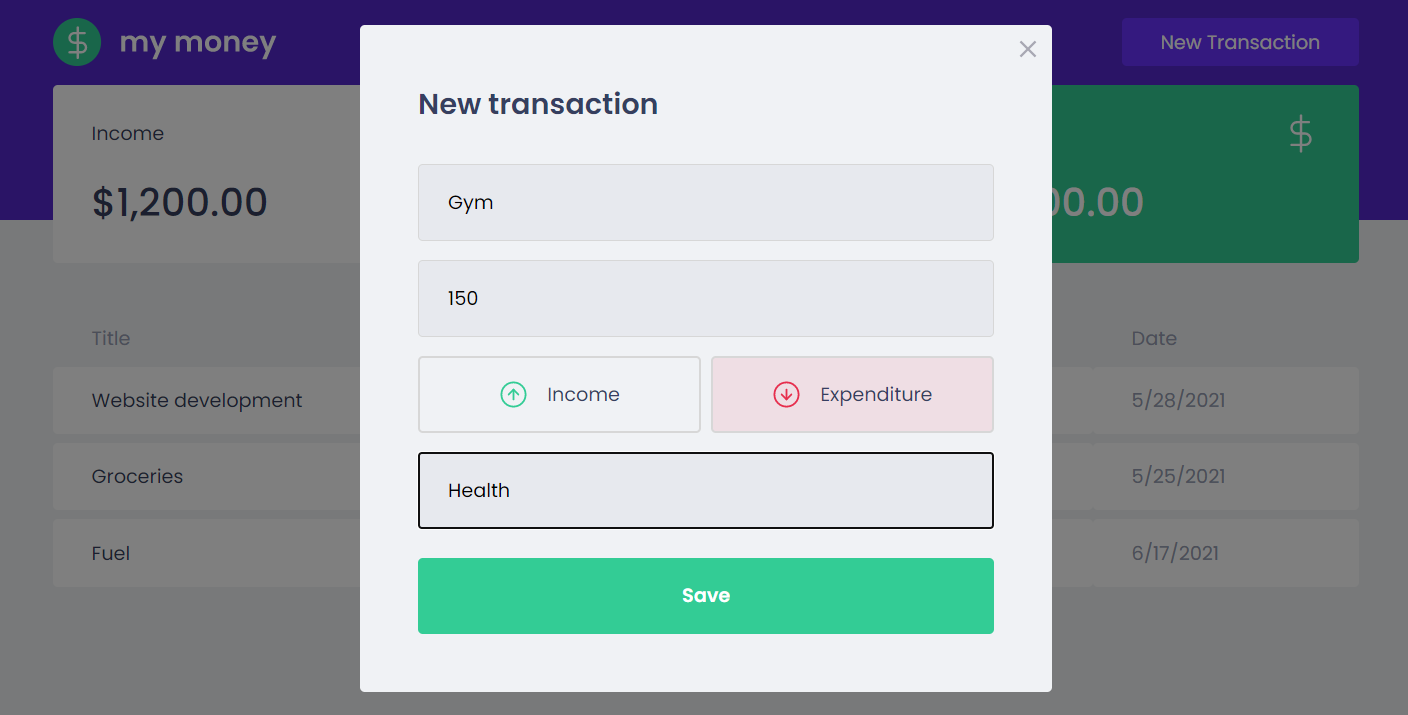 my money
New Transaction
Income
$1,200.00
00.00
Title
Date
Website development
5/28/2021
Groceries
5/25/2021
Fuel
6/17/2021
New transaction
Gym
150
Income
Expenditure
Health
Save